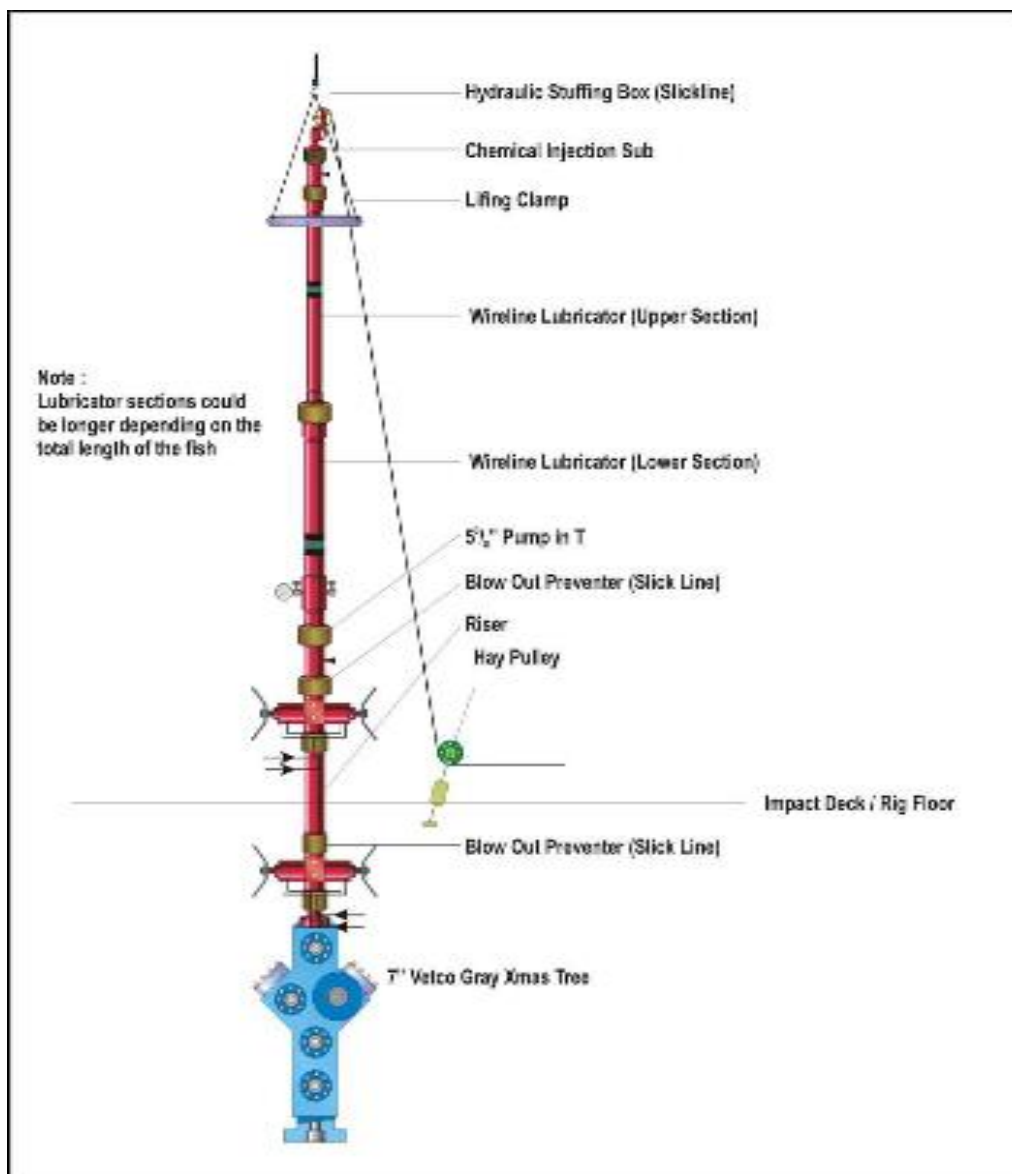 Hydraulic Stuffing Box (Slickline)
Chemical Injection Sub
Lifing Clamp
Wireline Lubricator (Upper Section)
Note :
Lubricator sections could
be longer depending on the
total length of the fish
Wireline Lubricator (Lower Section)
Pump in T
Blow Out Preventer (Slick Line)
Riser
Hay Pulley
Impact Deck / Rig Floor
Blow Out Preventer (Slick Line)
7" Vetco Gray Xmas Tree